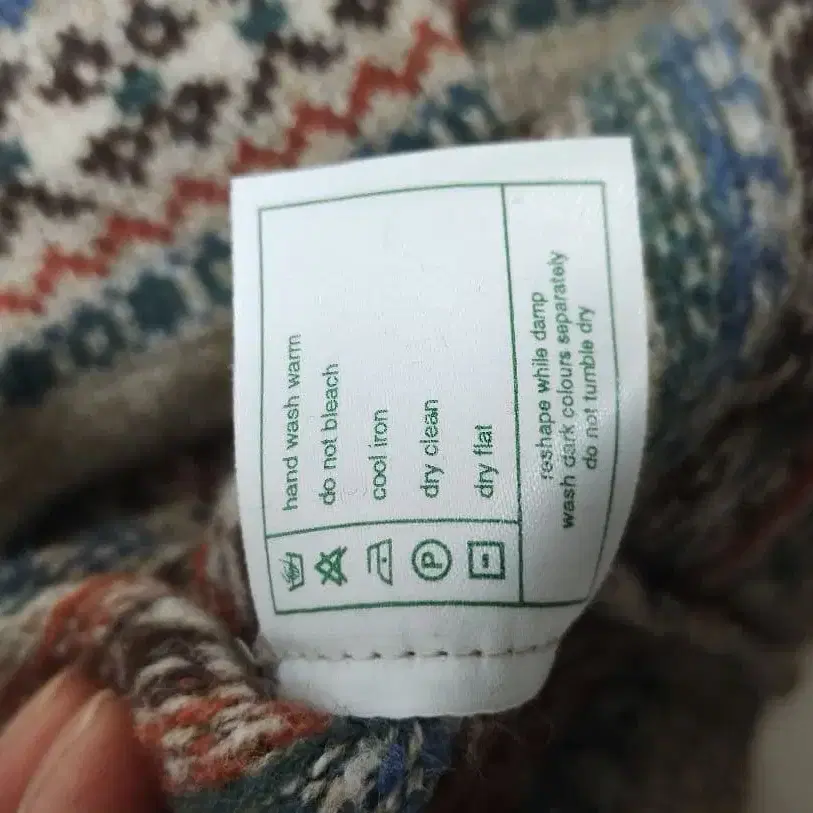 hand wash warm
do not bleach
cool iron
dry clean
P
dry flat
reshape while damp
wash dark colours separately
do not tumble dry